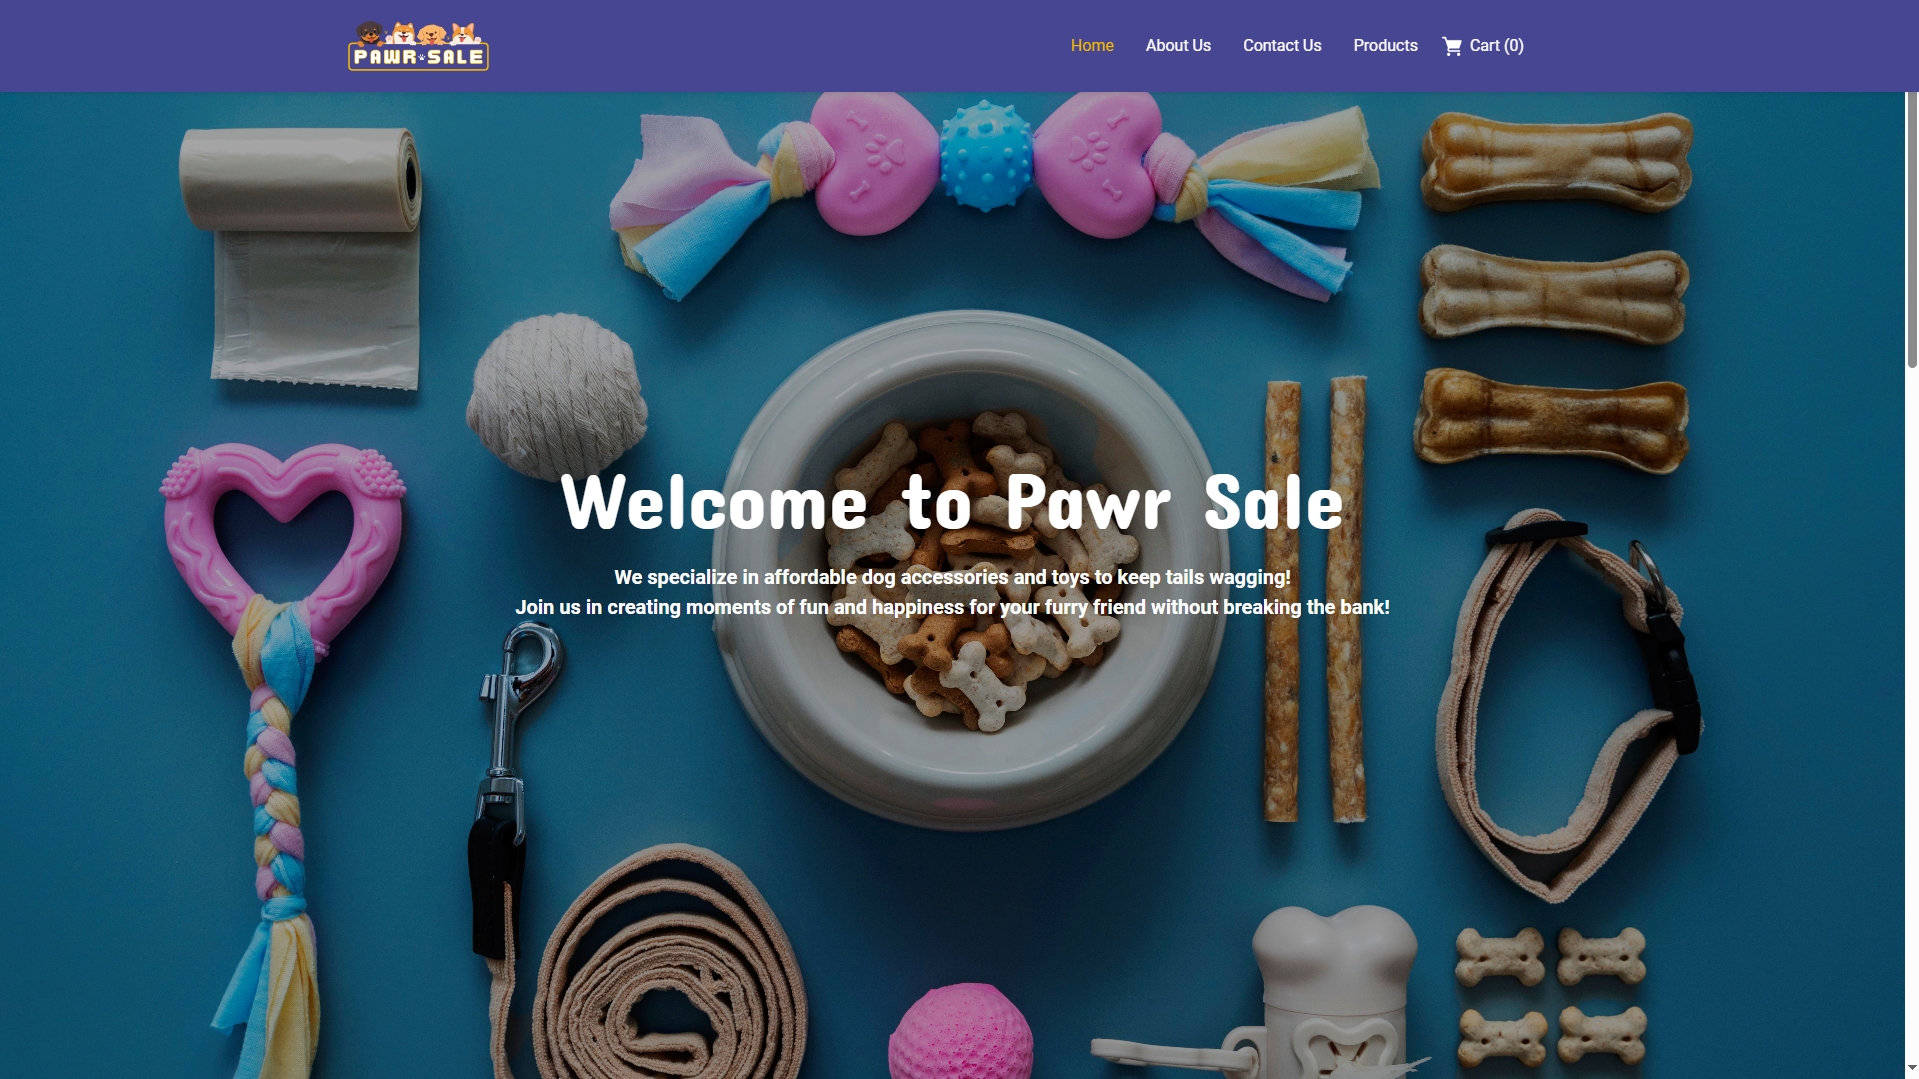 PAWR SALE
Home
About Us
Contact Us
Products
Cart (0)
Welcome to Pawr Sale
We specialize in affordable dog accessories and toys to keep tails wagging!
Join us in creating moments of fun and happiness for your furry friend without breaking the bank!